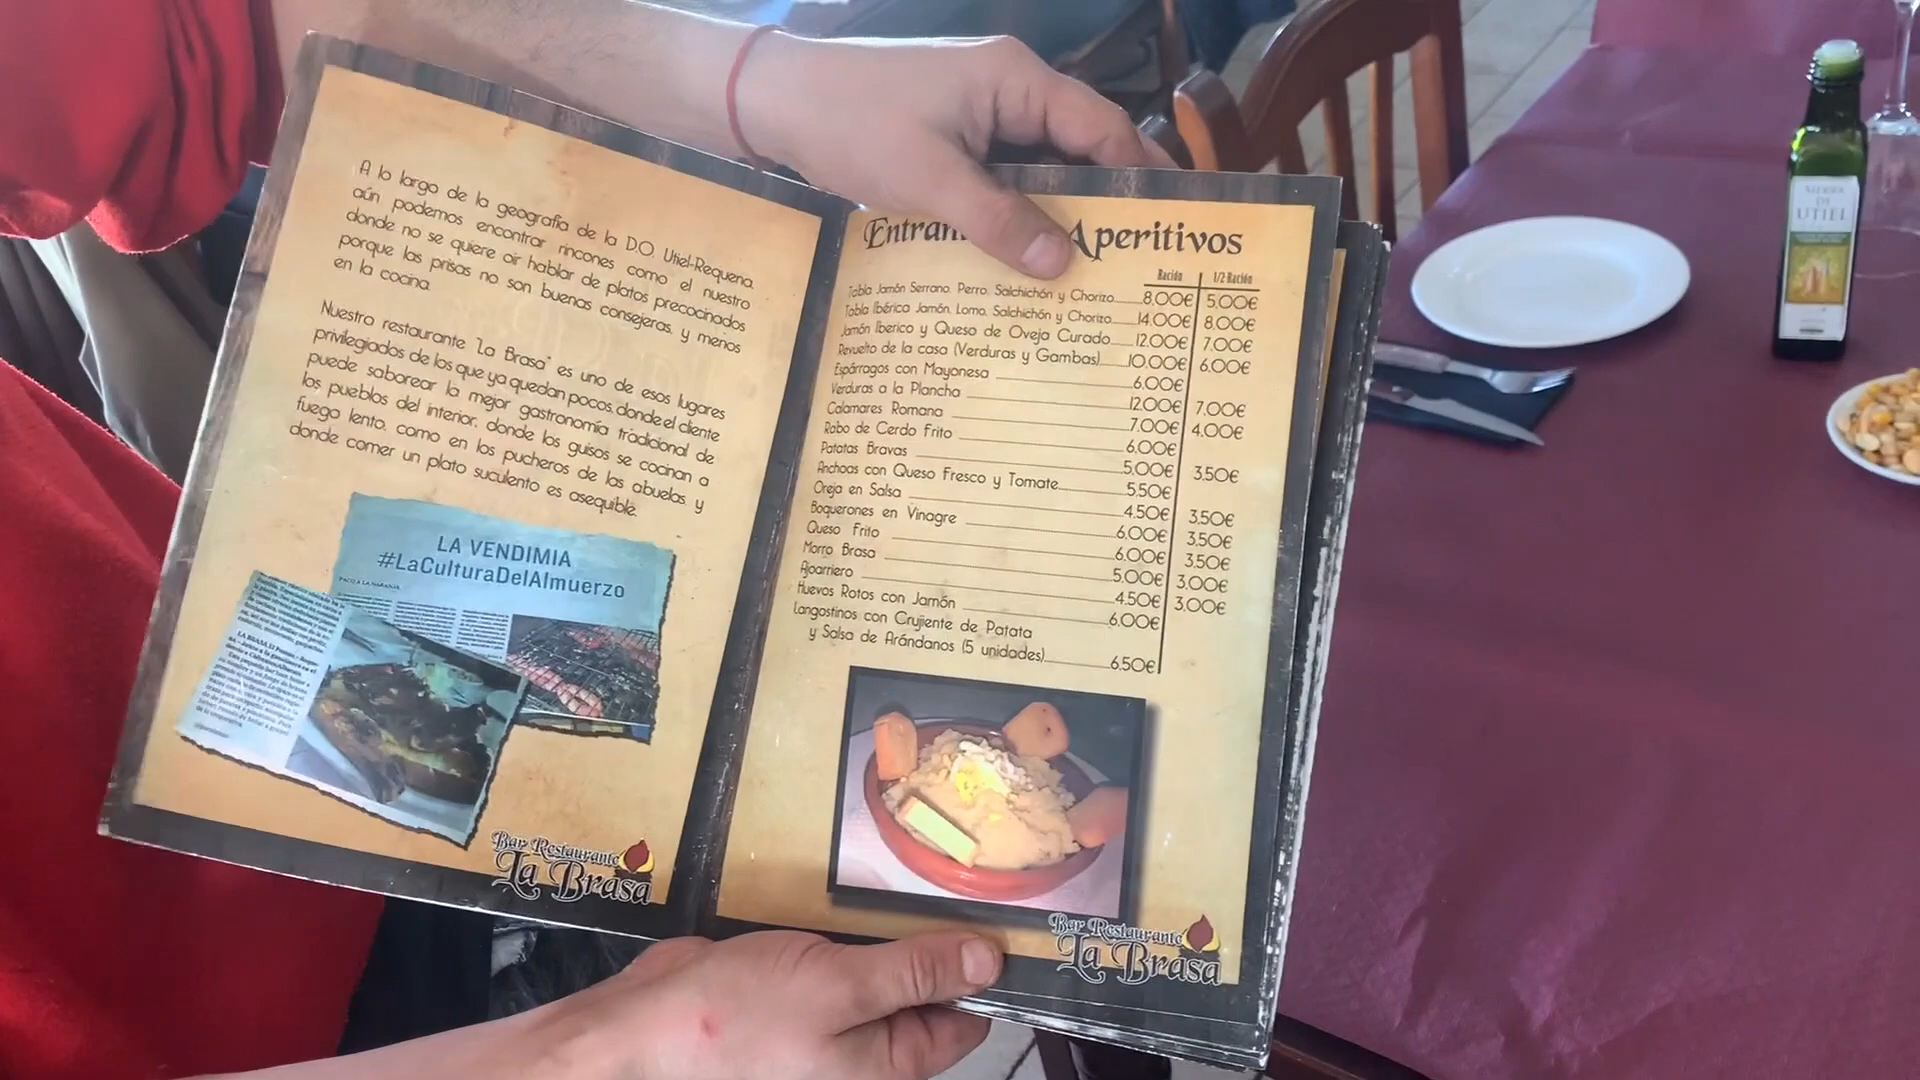 A lo largo de la geografía de la D.O. Utiel-Requena
aún podemos encontrar rincones como el nuestro
donde no se quiere oir hablar de platos precocinados
porque las prisas no son buenas consejeras, y menos
en la cocina.
Nuestro restaurante "La Brasa" es uno de esos lugares
privilegiados de los que ya quedan pocos, donde el cliente
puede saborear la mejor gastronomía tradicional de
los pueblos del interior, donde los guisos se cocinan a
fuego lento, como en los pucheros de las abuelas, y
donde comer un plato suculento es asequible.
LA VENDIMIA
#LaCulturaDelAlmuerzo
PACO A LA NARANJA
Bar Restaurante
La Brasa
Aperitivos
Ración 1/2 Ración
Tabla Jamón Serrano, Perro, Salchichón y Chorizo 8,00€ 5,00€
Tabla Ibérica Jamón, Lomo, Salchichón y Chorizo 14,00€ 8,00€
Jamón Iberico y Queso de Oveja Curado 12,00€ 7,00€
Revuelto de la casa (Verduras y Gambas) 10,00€ 6,00€
Espárragos con Mayonesa 6,00€
Verduras a la Plancha 12,00€ 7,00€
Calamares Romana 7,00€ 4,00€
Rabo de Cerdo Frito 6,00€
Patatas Bravas 5,00€ 3,50€
Anchoas con Queso Fresco y Tomate 5,50€
Oreja en Salsa 4,50€ 3,50€
Boquerones en Vinagre 6,00€ 3,50€
Queso Frito 6,00€ 3,50€
Morro Brasa 5,00€ 3,00€
Ajoarriero 4,50€ 3,00€
Huevos Rotos con Jamón 6,00€
Langostinos con Crujiente de Patata
y Salsa de Arándanos (5 unidades) 6,50€
Bar Restaurante
La Brasa
DE
UTIEL